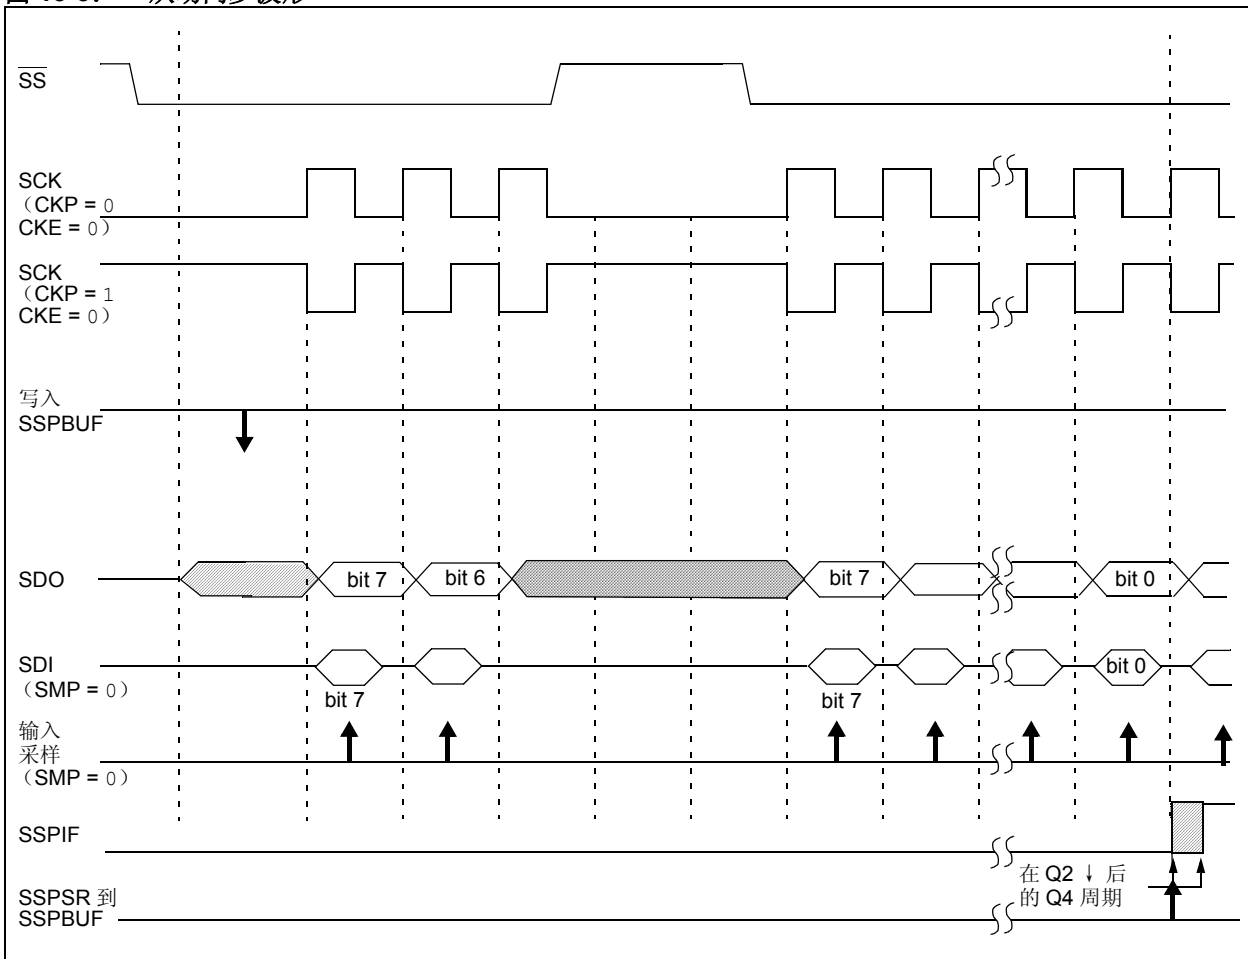 SS
SCK
（CKP = 0
CKE = 0）
SCK
（CKP = 1
CKE = 0）
写入
SSPBUF
SDO
bit 7
bit 6
bit 7
bit 0
SDI
（SMP = 0）
bit 7
bit 7
bit 0
输入
采样
（SMP = 0）
SSPIF
在 Q2 ↓ 后
的 Q4 周期
SSPSR 到
SSPBUF